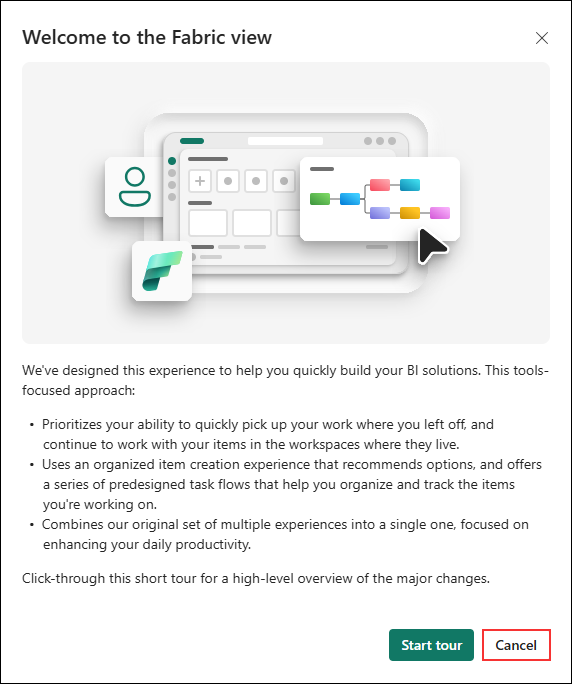 Welcome to the Fabric view
We've designed this experience to help you quickly build your BI solutions. This tools-
focused approach:
• Prioritizes your ability to quickly pick up your work where you left off, and
continue to work with your items in the workspaces where they live.
• Uses an organized item creation experience that recommends options, and offers
a series of predesigned task flows that help you organize and track the items
you're working on.
• Combines our original set of multiple experiences into a single one, focused on
enhancing your daily productivity.
Click-through this short tour for a high-level overview of the major changes.
Start tour
Cancel